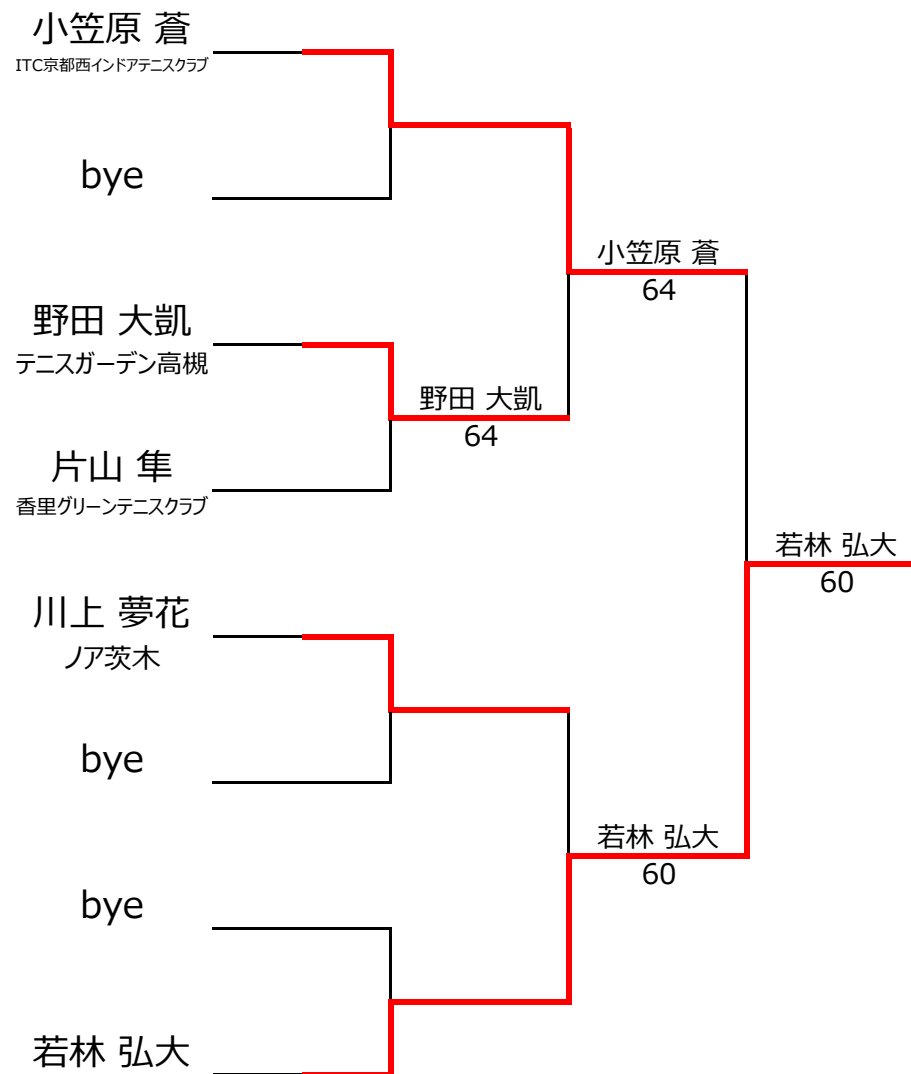 小笠原 蒼
ITC京都西インドアテニスクラブ
bye
小笠原 蒼
64
野田 大凱
テニスガーデン高槻
野田 大凱
64
片山 隼
香里グリーンテニスクラブ
若林 弘大
60
川上 夢花
ノア茨木
bye
若林 弘大
60
bye
若林 弘大